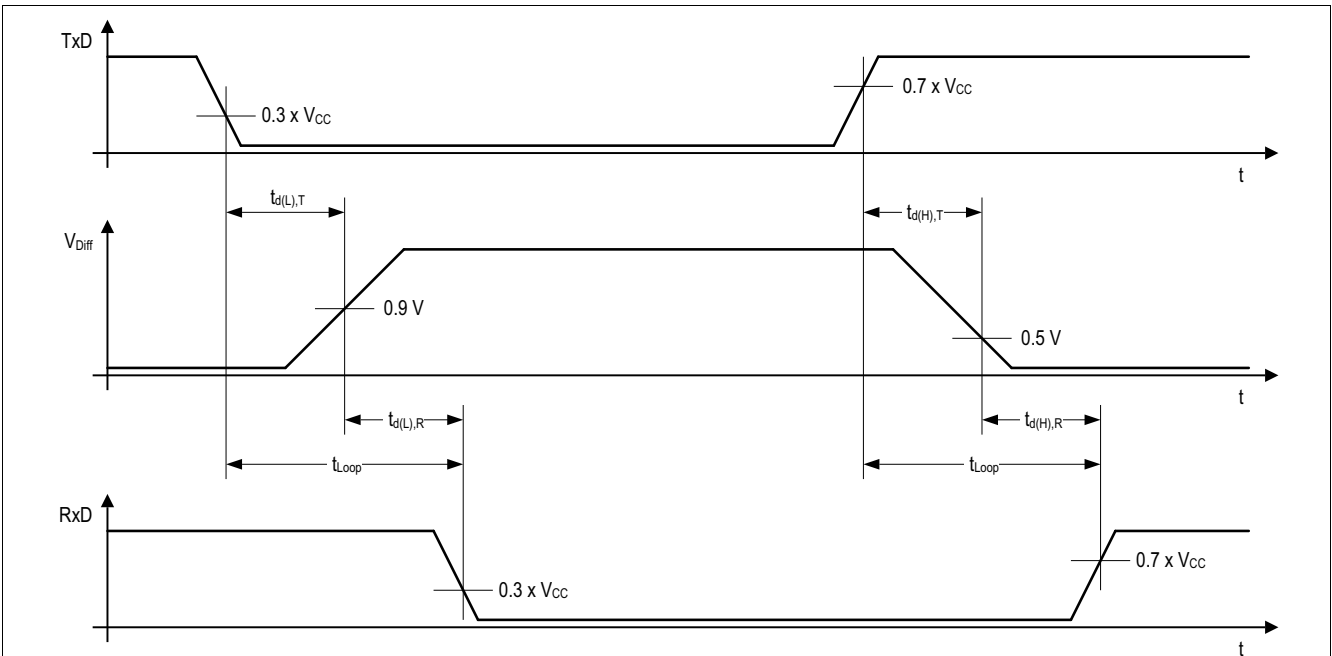 TxD
0.3 x VCC
0.7 x VCC
t
td(L),T
td(H),T
VDiff
0.9 V
0.5 V
t
td(L),R
td(H),R
tLoop
tLoop
RxD
0.3 x VCC
0.7 x VCC
t